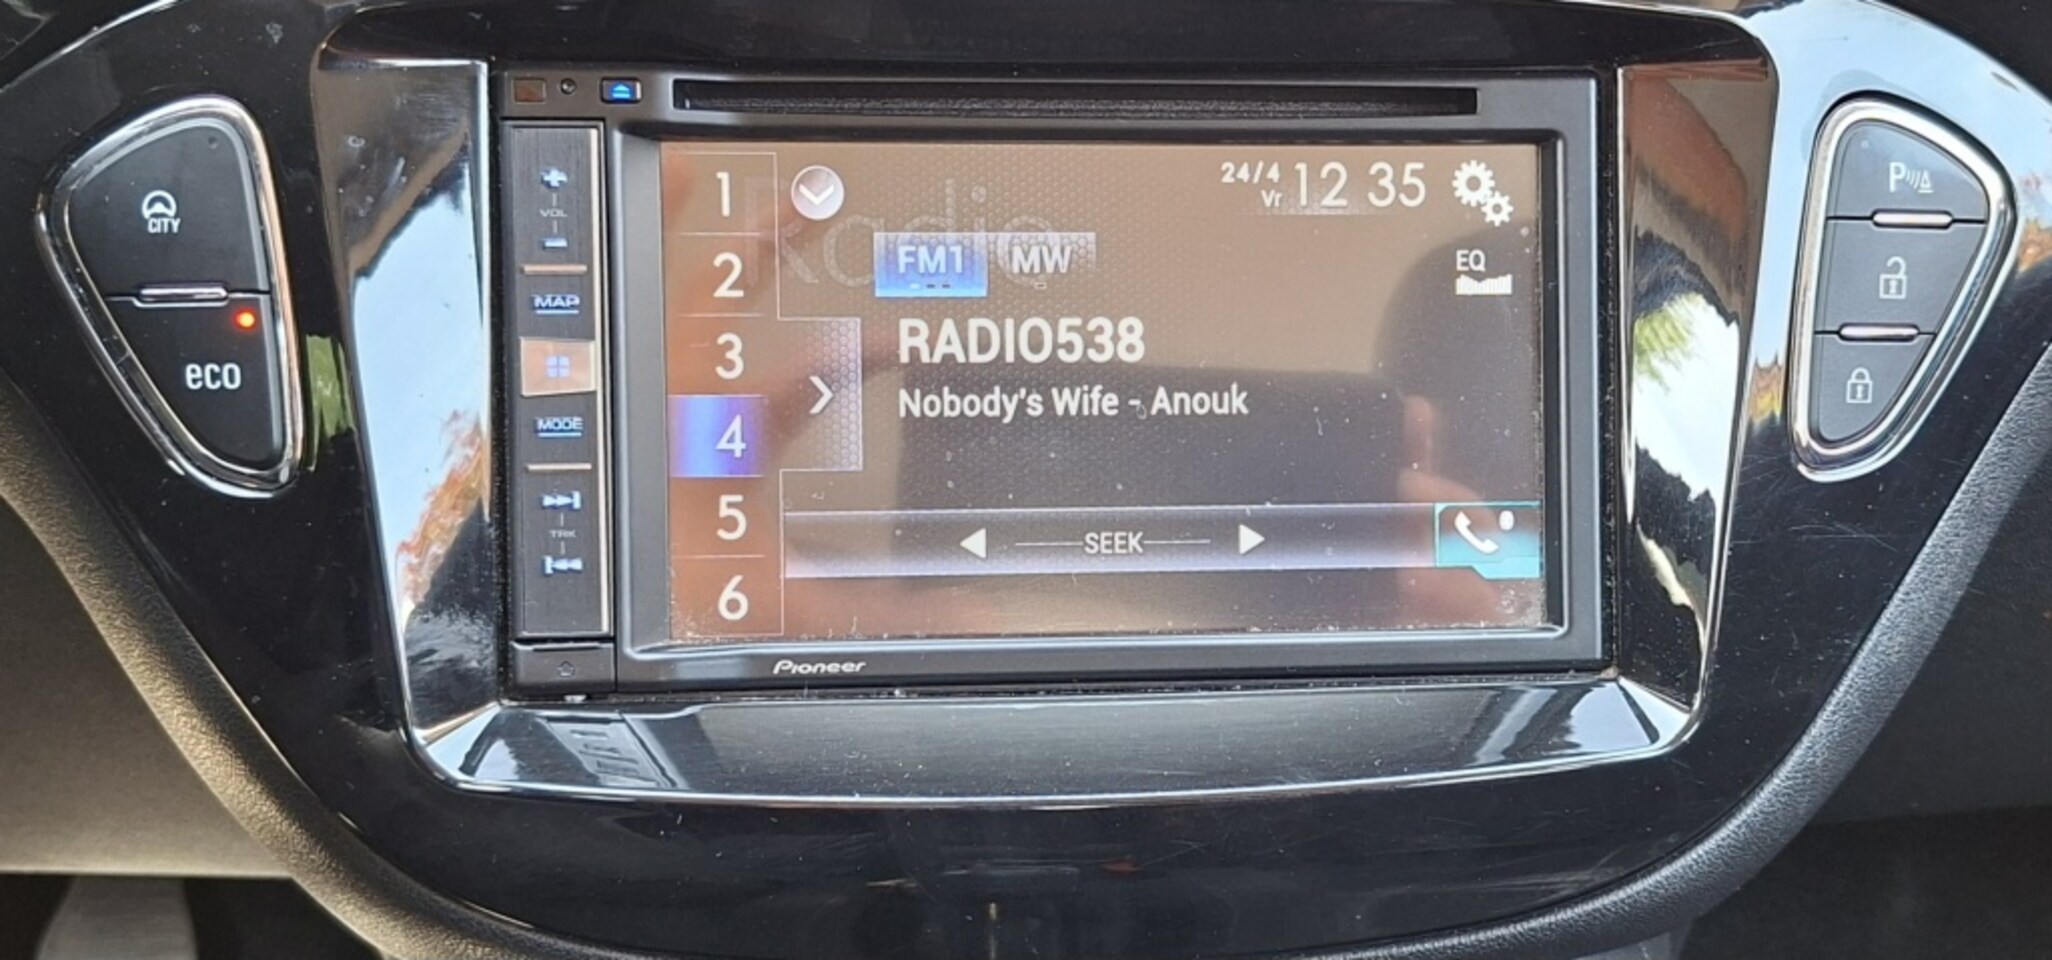 CITY
eco
VOL
MAP
MODE
TRK
1
2
3
4
5
6
Radio
24/4
Vr
12 35
FM1 MW
EQ
RADIO538
Nobody's Wife - Anouk
SEEK
Pioneer
P